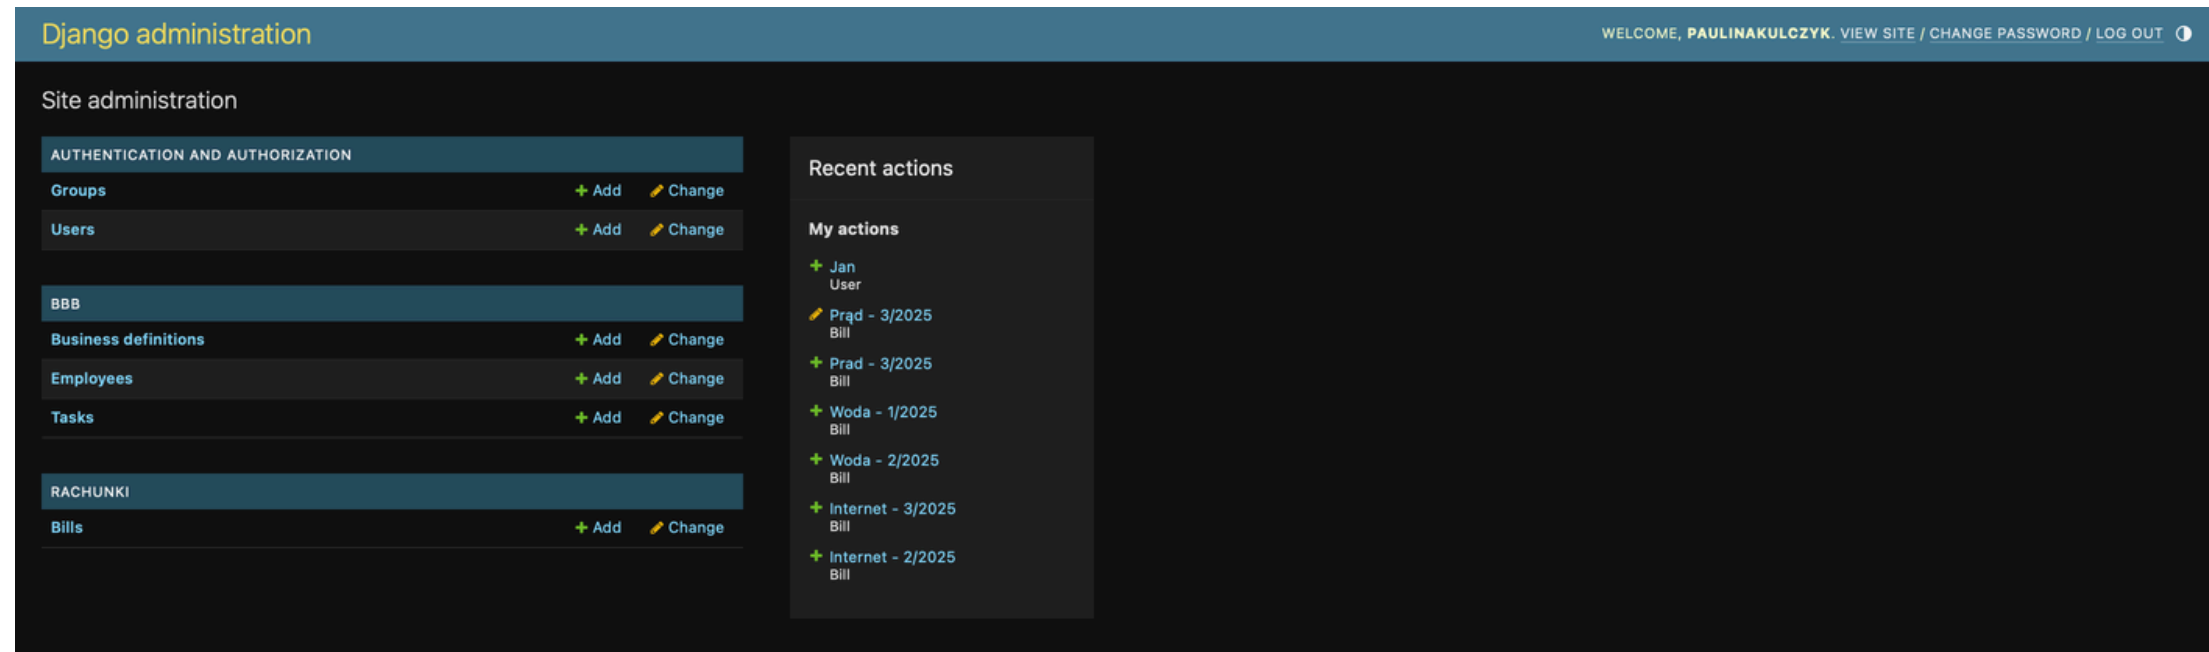 Django administration
WELCOME, PAULINAKULCZYK. VIEW SITE / CHANGE PASSWORD / LOG OUT
Site administration
AUTHENTICATION AND AUTHORIZATION
Groups Add Change
Users Add Change
BBB
Business definitions Add Change
Employees Add Change
Tasks Add Change
RACHUNKI
Bills Add Change
Recent actions
My actions
Jan
User
Prąd - 3/2025
Bill
Prad - 3/2025
Bill
Woda - 1/2025
Bill
Woda - 2/2025
Bill
Internet - 3/2025
Bill
Internet - 2/2025
Bill